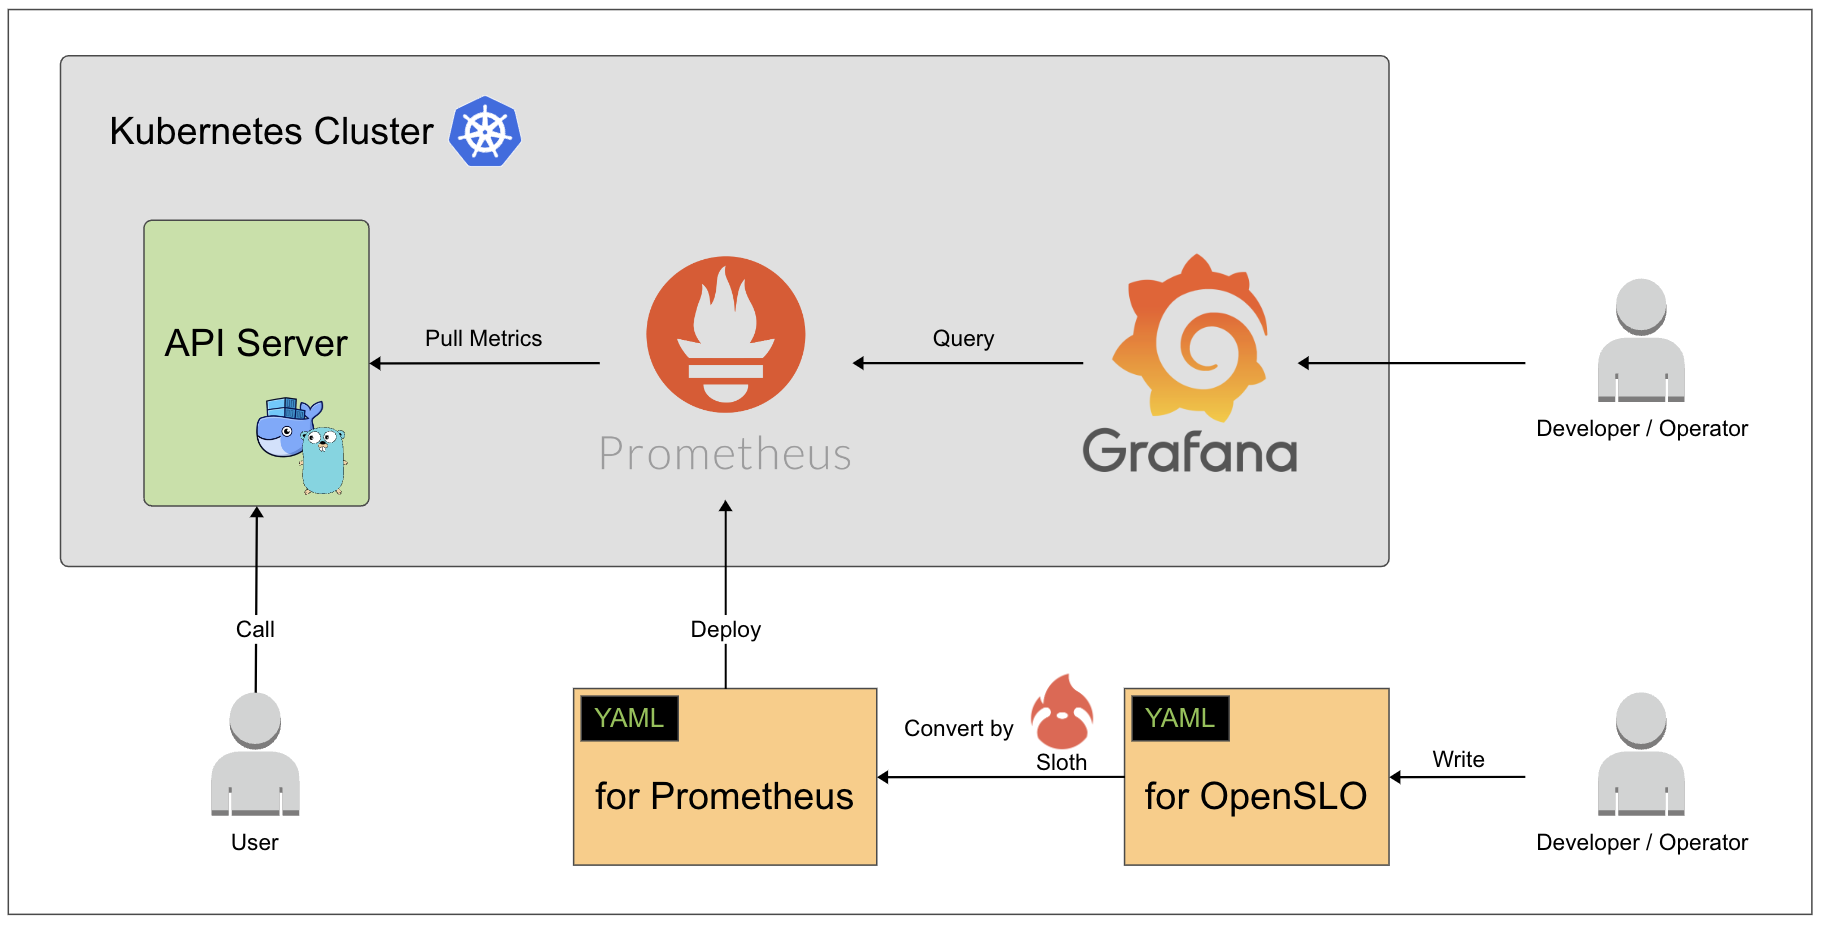 Kubernetes Cluster
API Server
Pull Metrics
Prometheus
Query
Grafana
Developer / Operator
Call
User
Deploy
YAML
for Prometheus
Convert by
Sloth
YAML
for OpenSLO
Write
Developer / Operator